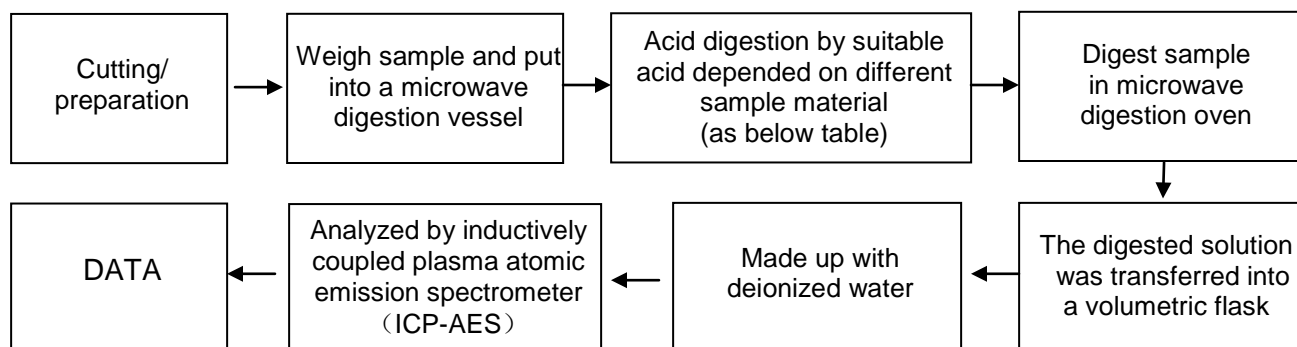 Cutting/
preparation
Weigh sample and put
into a microwave
digestion vessel
Acid digestion by suitable
acid depended on different
sample material
(as below table)
Digest sample
in microwave
digestion oven
The digested solution
was transferred into
a volumetric flask
Made up with
deionized water
Analyzed by inductively
coupled plasma atomic
emission spectrometer
（ICP-AES）
DATA